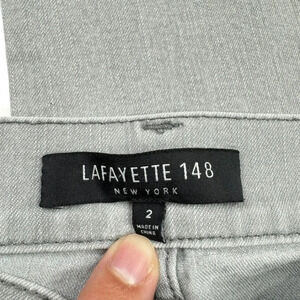 LAFAYETTE 148
NEW YORK
2
MADE IN
CHINA